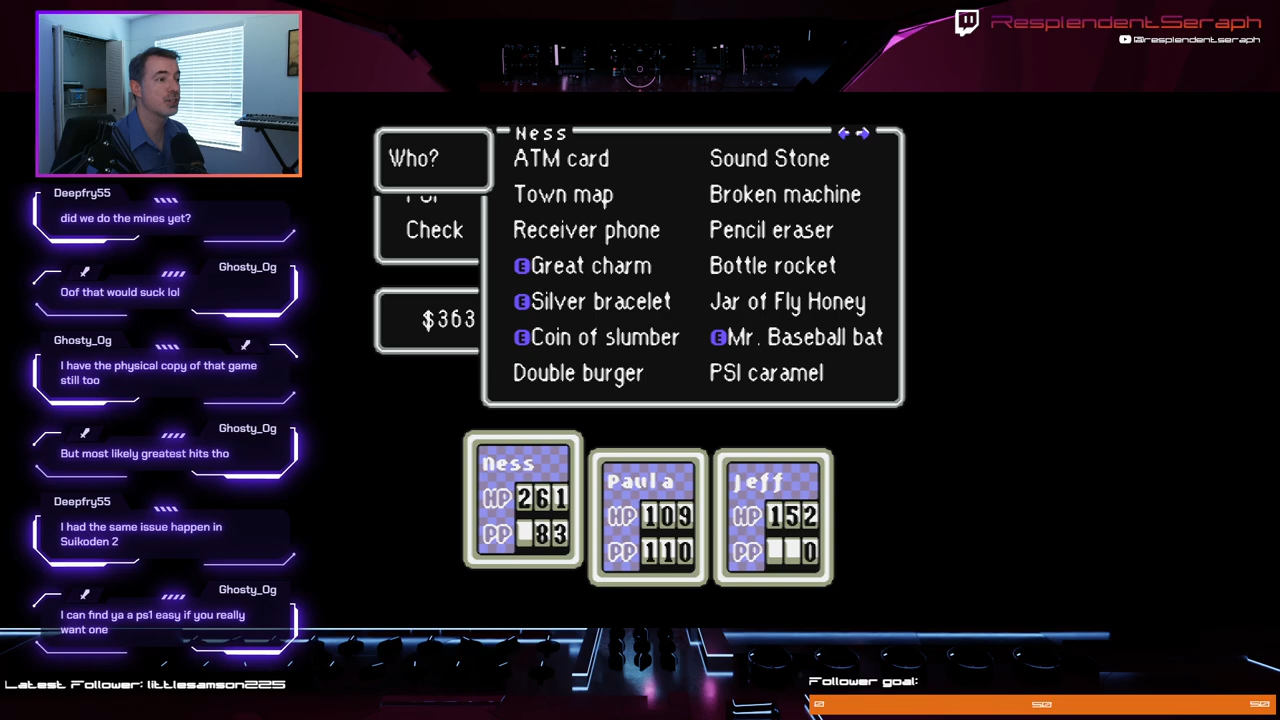 ResplendentSeraph
@resplendent.seraph
Deepfry55
did we do the mines yet?
Ghosty_Og
Oof that would suck lol
Ghosty_Og
I have the physical copy of that game
still too
Ghosty_Og
But most likely greatest hits tho
Deepfry55
I had the same issue happen in
Suikoden 2
Ghosty_Og
I can find ya a ps1 easy if you really
want one
Latest Follower: littlesamson225
Who?
Check
$363
Ness
ATM card Sound Stone
Town map Broken machine
Receiver phone Pencil eraser
E Great charm Bottle rocket
E Silver bracelet Jar of Fly Honey
E Coin of slumber E Mr. Baseball bat
Double burger PSI caramel
Ness
HP 261
PP 83
Paula
HP 109
PP 110
Jeff
HP 152
PP 0
Follower goal:
0 50 50